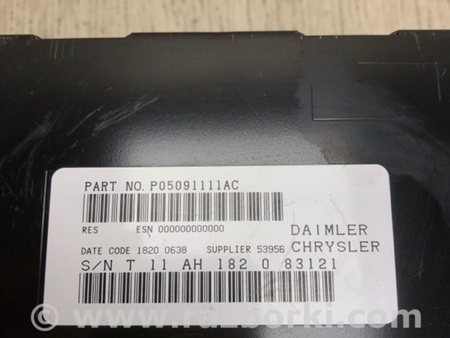 PART NO. P05091111AC
RES ESN 000000000000
DAIMLER
DATE CODE 1820 0638 SUPPLIER 53956 CHRYSLER
S/N T 11 AH 182 0 83121
© www.razborki.com